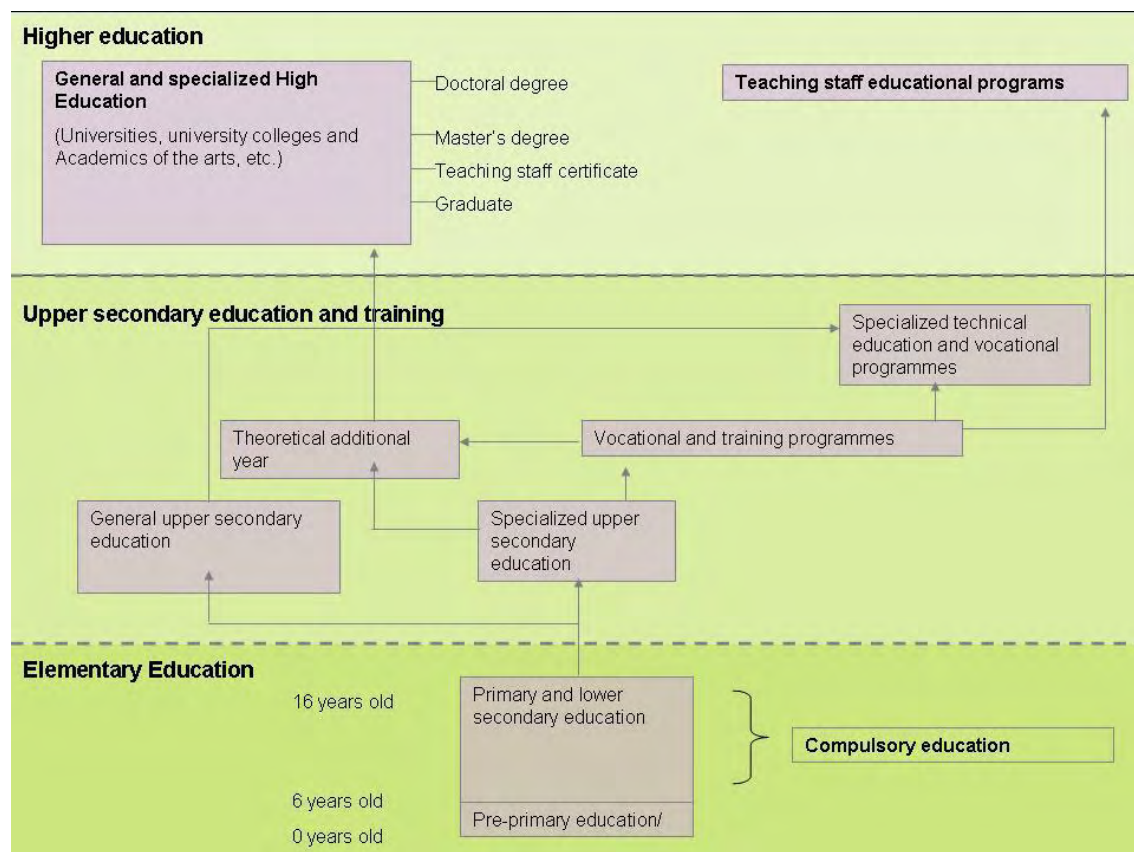 Higher education
General and specialized High
Education
(Universities, university colleges and
Academics of the arts, etc.)
Doctoral degree
Master's degree
Teaching staff certificate
Graduate
Teaching staff educational programs
Upper secondary education and training
Specialized technical
education and vocational
programmes
Theoretical additional
year
Vocational and training programmes
General upper secondary
education
Specialized upper
secondary
education
Elementary Education
16 years old
Primary and lower
secondary education
Compulsory education
6 years old
Pre-primary education/
0 years old